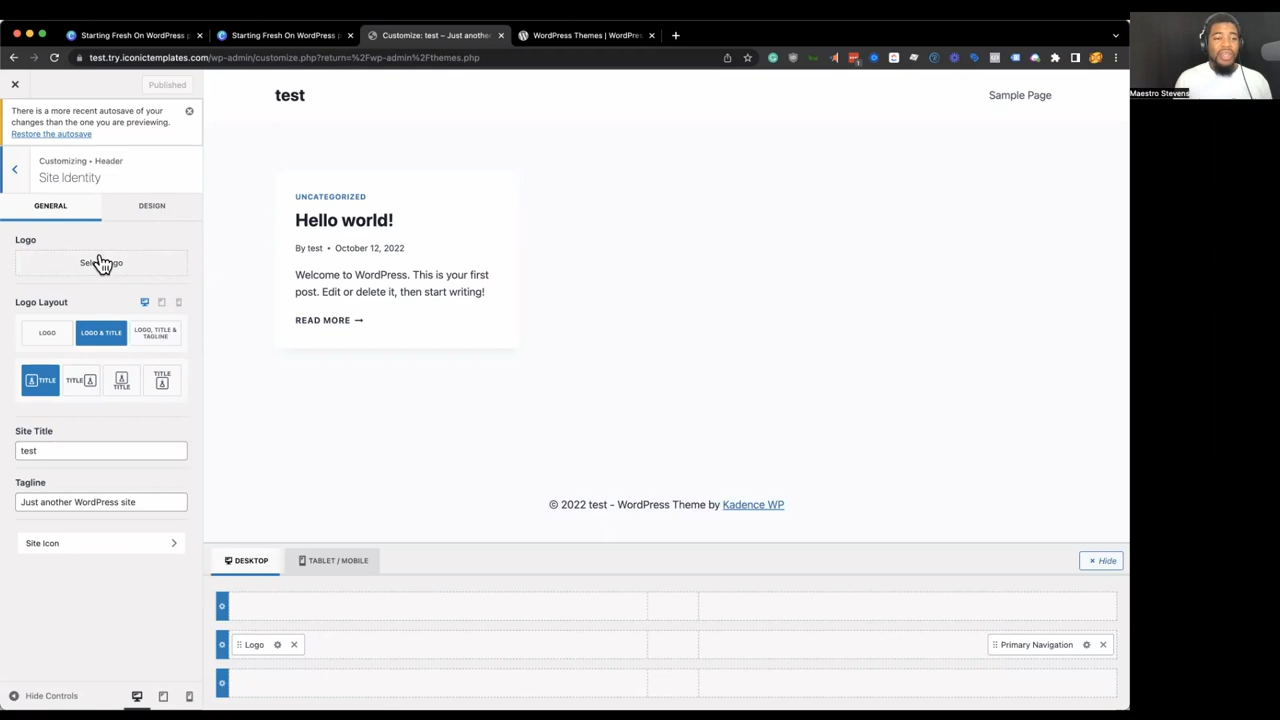 Starting Fresh On WordPress p
Starting Fresh On WordPress p
Customize: test – Just anothe
WordPress Themes | WordPres
test.try.iconictemplates.com/wp-admin/customize.php?return=%2Fwp-admin%2Fthemes.php
Maestro Stevens
Published
There is a more recent autosave of your
changes than the one you are previewing.
Restore the autosave
Customizing • Header
Site Identity
GENERAL
DESIGN
Logo
Logo Layout
LOGO
LOGO & TITLE
LOGO, TITLE &
TAGLINE
TITLE
TITLE
TITLE
TITLE
Site Title
test
Tagline
Just another WordPress site
Site Icon
Hide Controls
test
Sample Page
UNCATEGORIZED
Hello world!
By test • October 12, 2022
Welcome to WordPress. This is your first
post. Edit or delete it, then start writing!
READ MORE →
© 2022 test - WordPress Theme by Kadence WP
DESKTOP
TABLET / MOBILE
× Hide
Logo
Primary Navigation